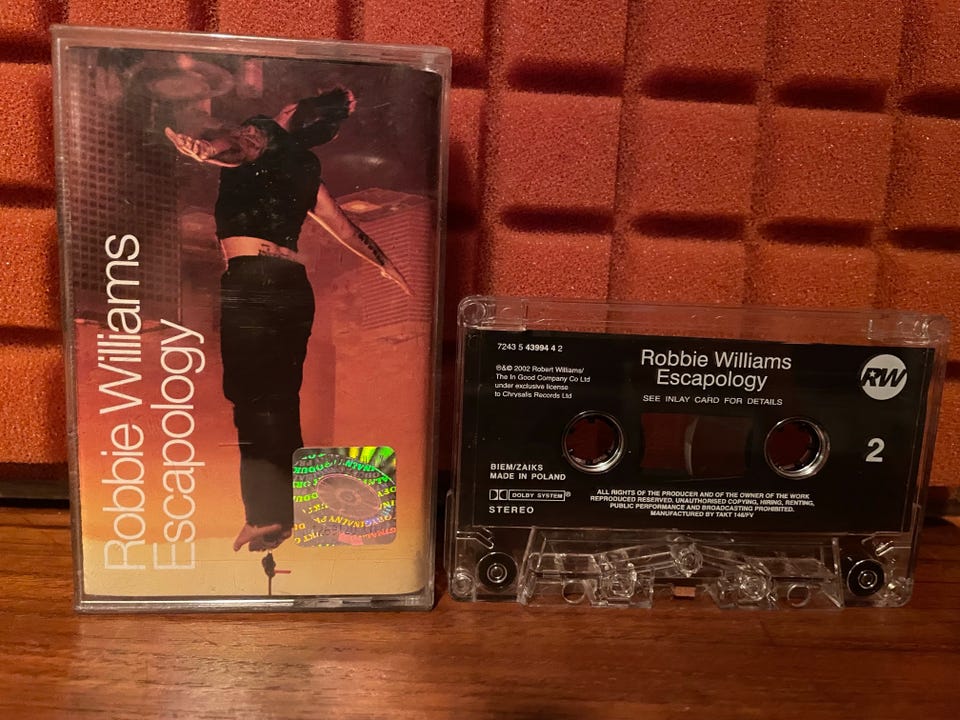 Robbie Williams
Escapology
7243 5 43994 4 2
℗&© 2002 Robert Williams/
The In Good Company Co Ltd
under exclusive license
to Chrysalis Records Ltd
Robbie Williams
Escapology
SEE INLAY CARD FOR DETAILS
RW
2
BIEM/ZAIKS
MADE IN POLAND
DOLBY SYSTEM®
STEREO
ALL RIGHTS OF THE PRODUCER AND OF THE OWNER OF THE WORK
REPRODUCED RESERVED. UNAUTHORISED COPYING, HIRING, RENTING,
PUBLIC PERFORMANCE AND BROADCASTING PROHIBITED.
MANUFACTURED BY TAKT 146/FV